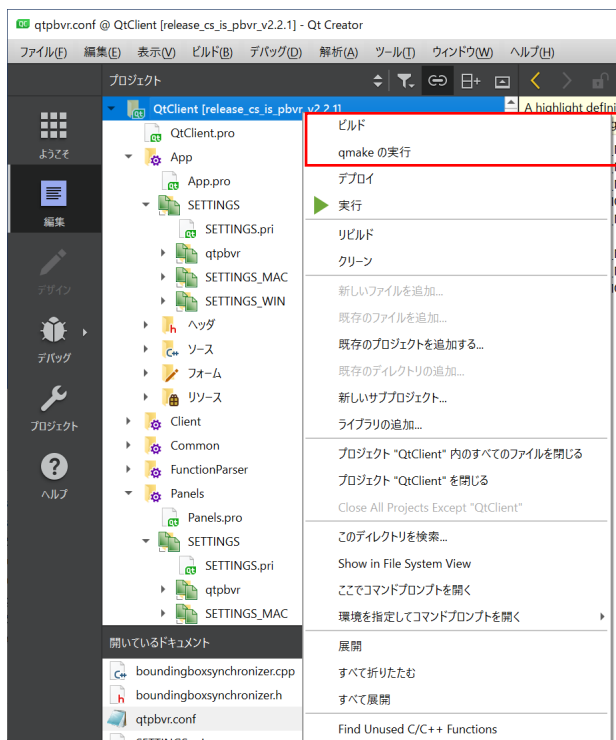 qtpbvr.conf @ QtClient [release_cs_is_pbvr_v2.2.1] - Qt Creator
ファイル(F) 編集(E) 表示(V) ビルド(B) デバッグ(D) 解析(A) ツール(T) ウィンドウ(W) ヘルプ(H)
プロジェクト
A highlight defini
QtClient [release_cs_is_pbvr_v2.2.1]
QtClient.pro
App
App.pro
SETTINGS
SETTINGS.pri
qtpbvr
SETTINGS_MAC
SETTINGS_WIN
ヘッダ
ソース
フォーム
リソース
Client
Common
FunctionParser
Panels
Panels.pro
SETTINGS
SETTINGS.pri
qtpbvr
SETTINGS_MAC
開いているドキュメント
boundingboxsynchronizer.cpp
boundingboxsynchronizer.h
qtpbvr.conf
ようこそ
編集
デザイン
デバッグ
プロジェクト
ヘルプ
ビルド
qmake の実行
デプロイ
実行
リビルド
クリーン
新しいファイルを追加...
既存のファイルを追加...
既存のプロジェクトを追加する...
既存のディレクトリの追加...
新しいサブプロジェクト...
ライブラリの追加...
プロジェクト "QtClient" 内のすべてのファイルを閉じる
プロジェクト "QtClient" を閉じる
Close All Projects Except "QtClient"
このディレクトリを検索...
Show in File System View
ここでコマンドプロンプトを開く
環境を指定してコマンドプロンプトを開く
展開
すべて折りたたむ
すべて展開
Find Unused C/C++ Functions